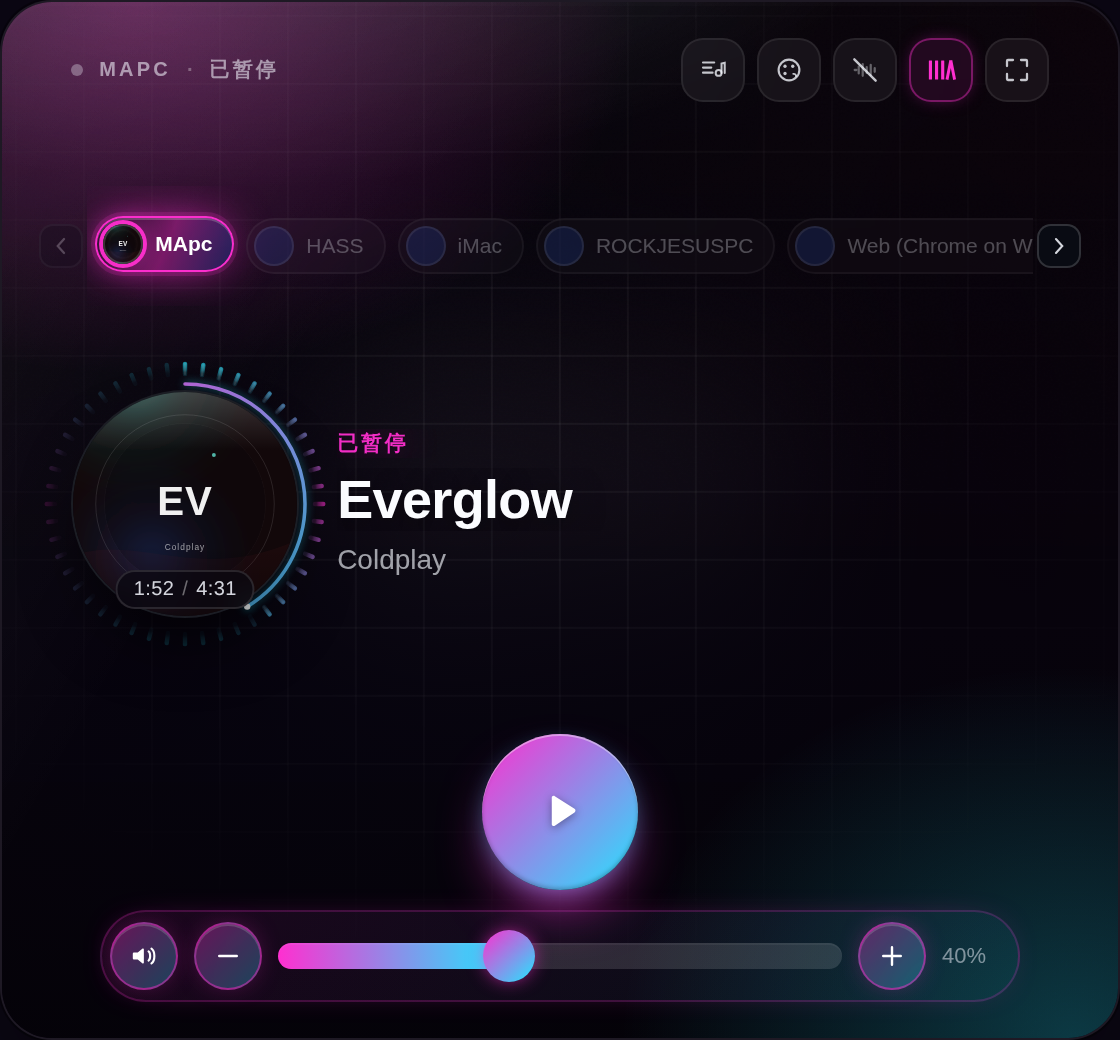 MAPC · 已暂停
EV MApc
HASS
iMac
ROCKJESUSPC
Web (Chrome on W
已暂停
Everglow
Coldplay
EV
Coldplay
1:52 / 4:31
40%